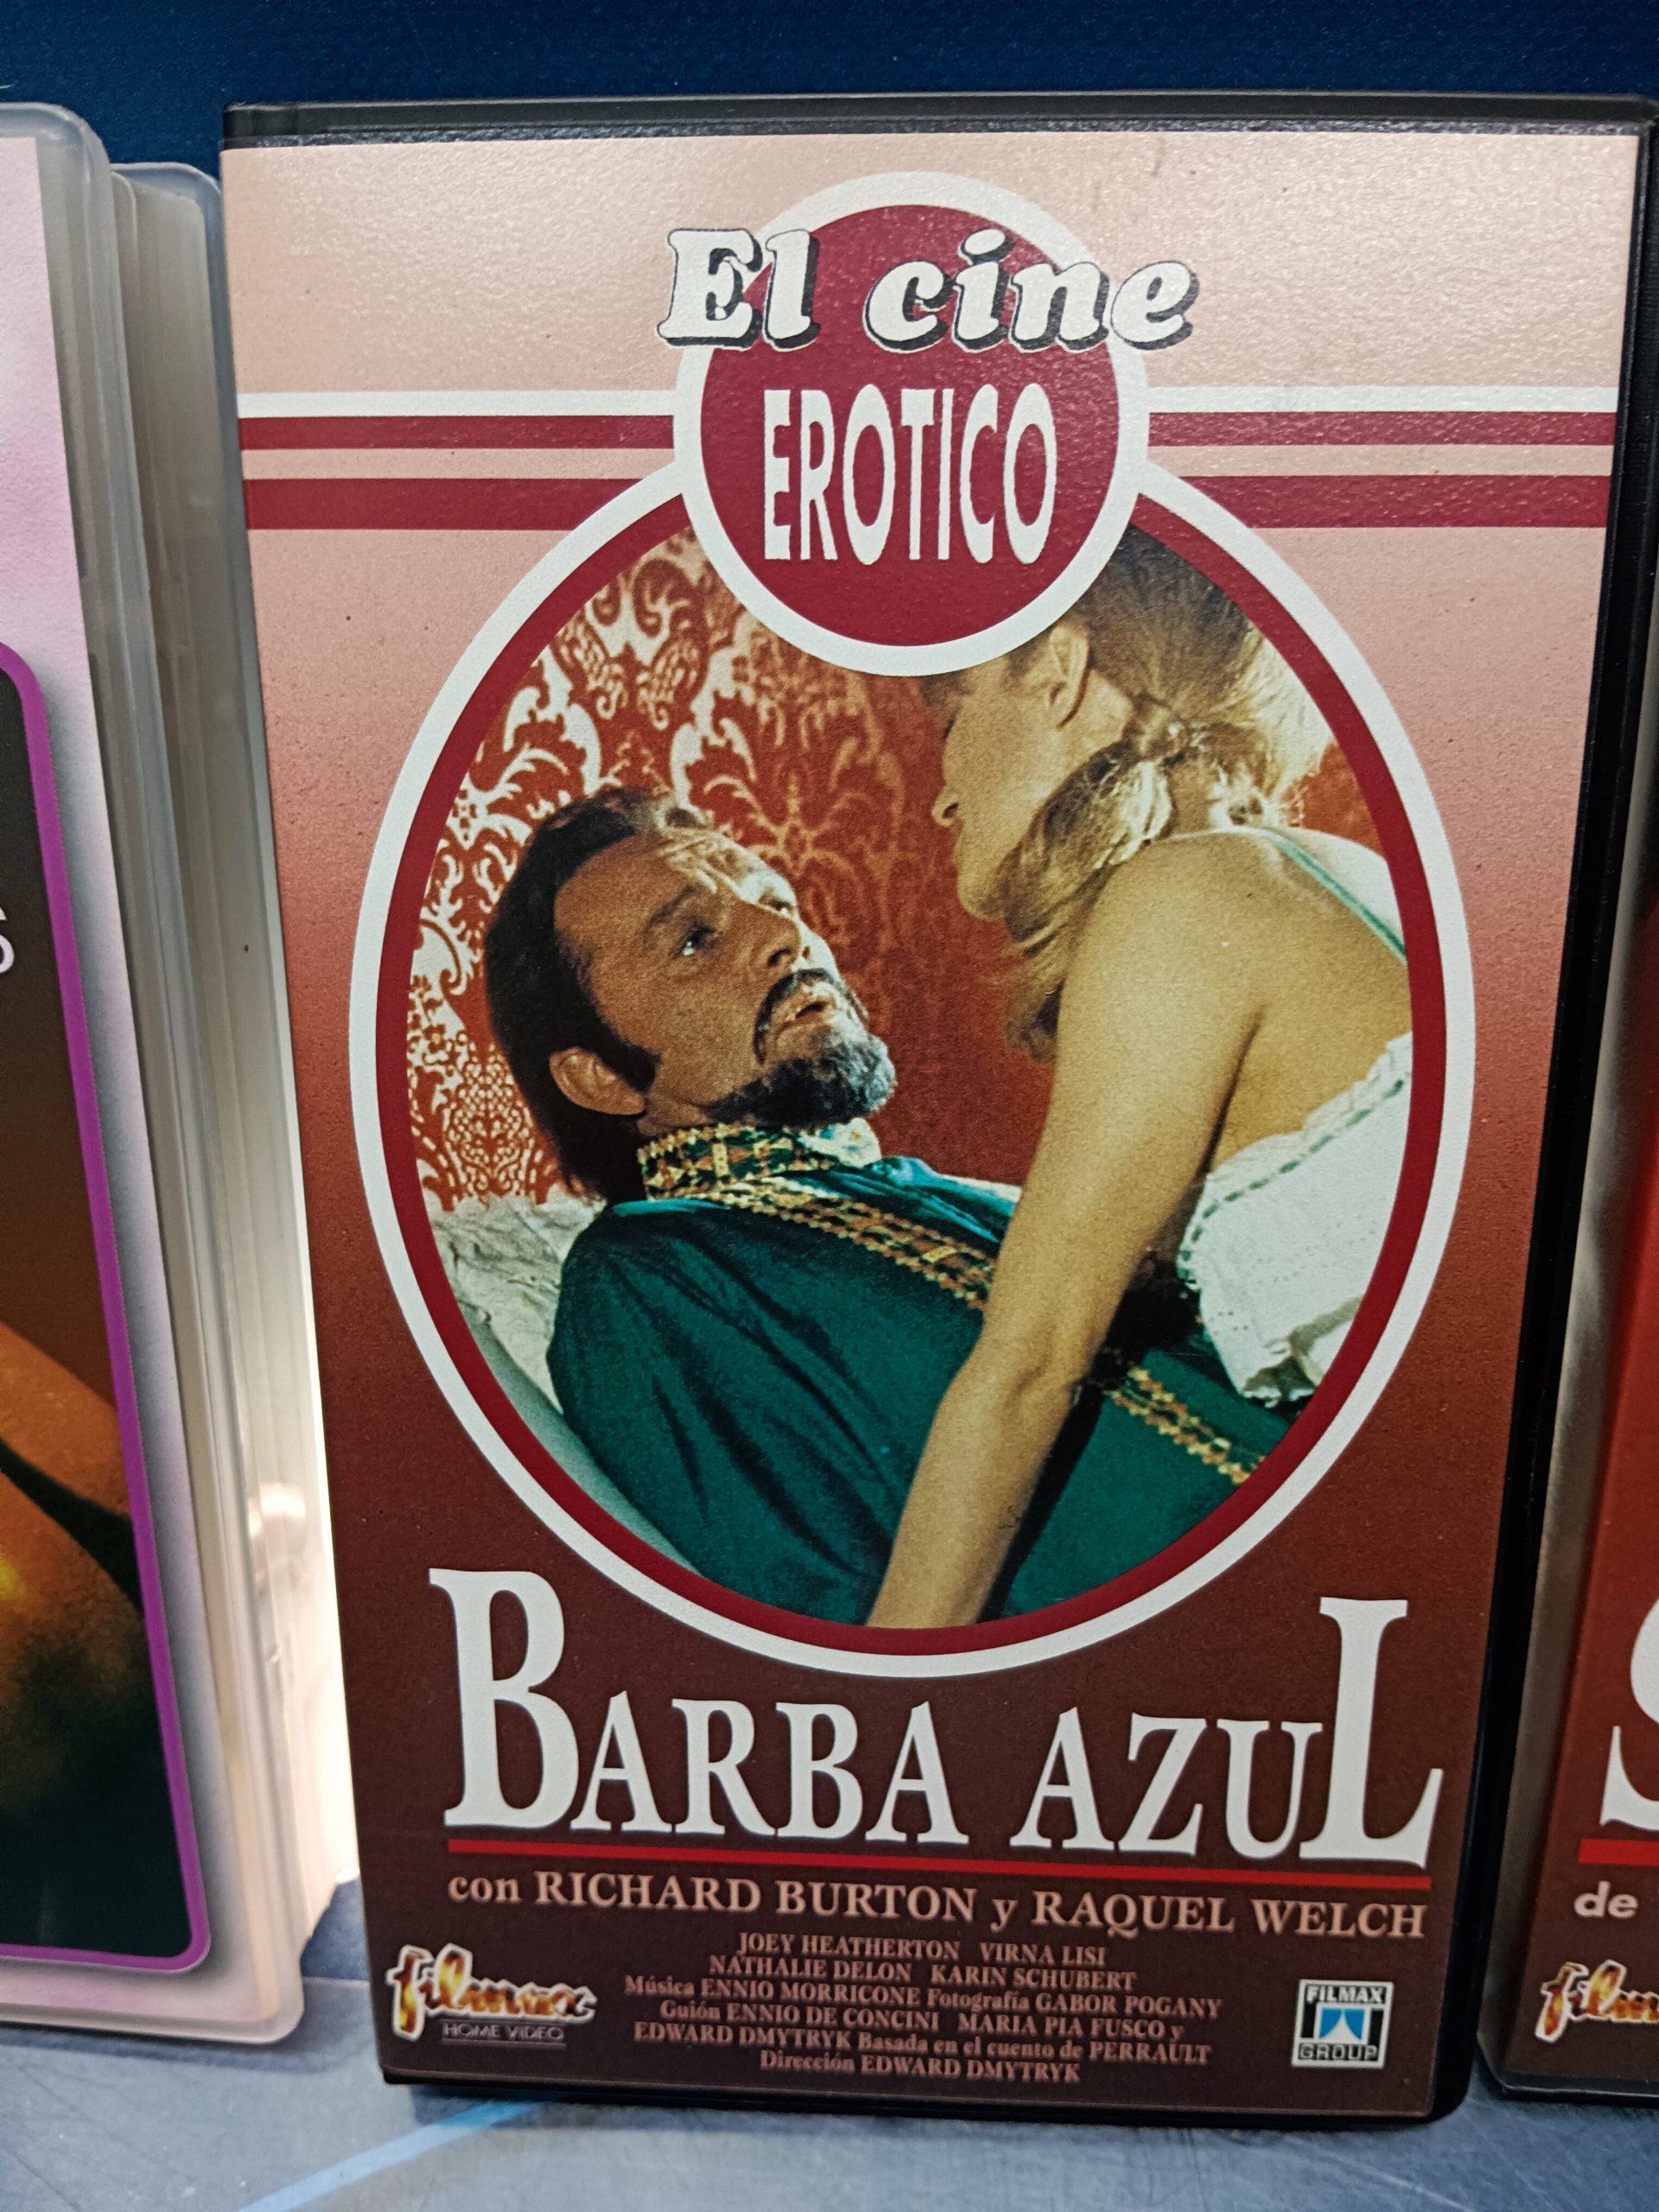 El cine
EROTICO
BARBA AZUL
con RICHARD BURTON y RAQUEL WELCH
JOEY HEATHERTON VIRNA LISI
NATHALIE DELON KARIN SCHUBERT
Música ENNIO MORRICONE Fotografía GABOR POGANY
Guión ENNIO DE CONCINI MARIA PIA FUSCO y
EDWARD DMYTRYK Basada en el cuento de PERRAULT
Dirección EDWARD DMYTRYK
filmax
HOME VIDEO
FILMAX
GROUP
S
S
de
film